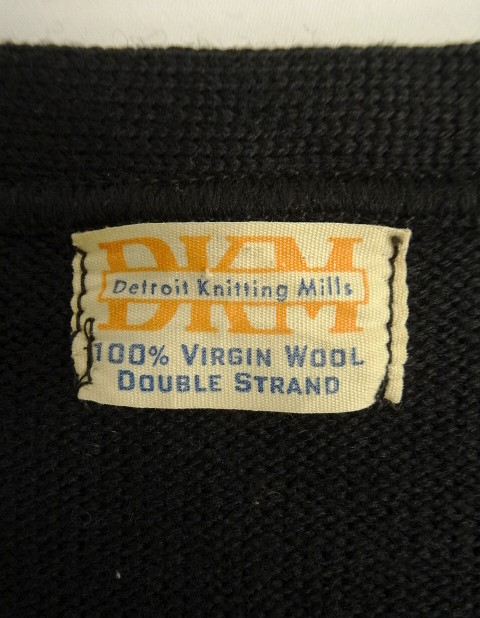 DKM
Detroit Knitting Mills
100% VIRGIN WOOL
DOUBLE STRAND